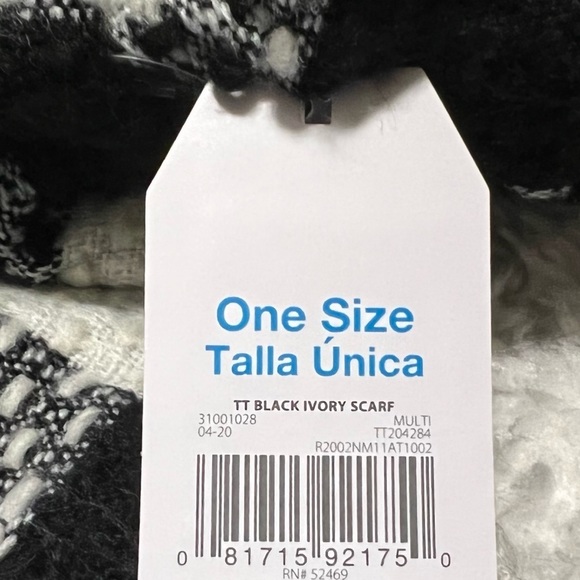 One Size
Talla Única
TT BLACK IVORY SCARF
31001028 MULTI
04-20 TT204284
R2002NM11AT1002
0 81715 92175 0
RN# 52469